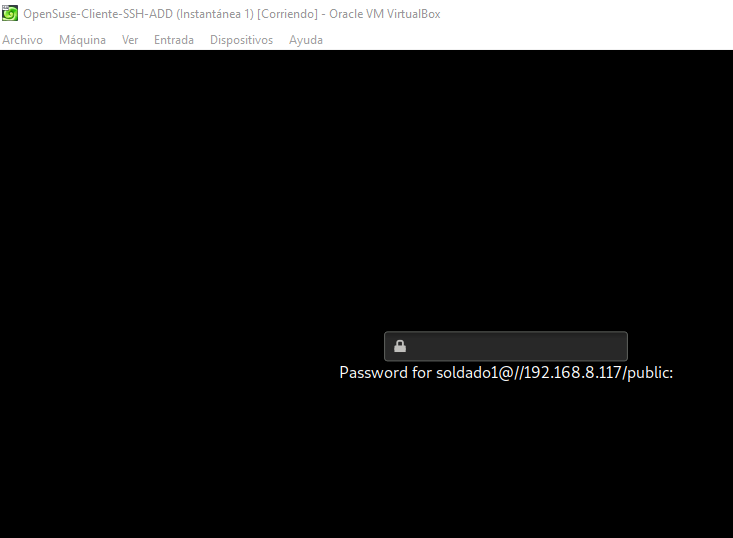 OpenSuse-Cliente-SSH-ADD (Instantánea 1) [Corriendo] - Oracle VM VirtualBox
Archivo Máquina Ver Entrada Dispositivos Ayuda
Password for soldado1@//192.168.8.117/public: